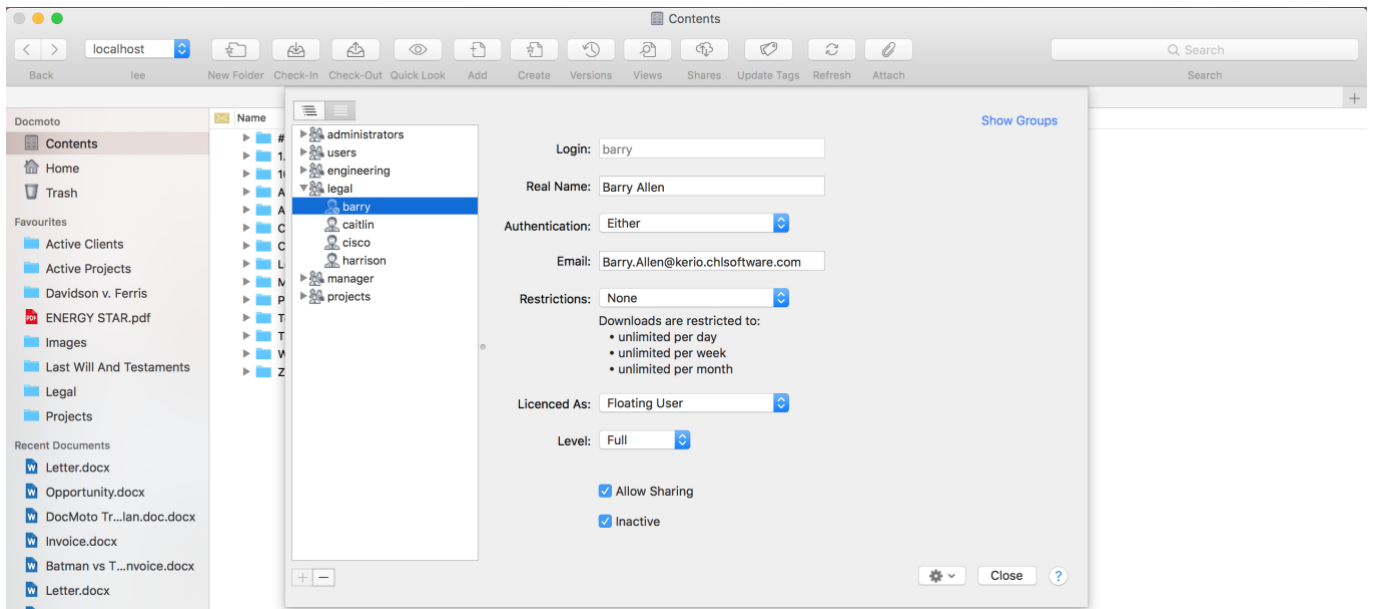 Contents
localhost
Back
lee
New Folder
Check-In
Check-Out
Quick Look
Add
Create
Versions
Views
Shares
Update Tags
Refresh
Attach
Search
Search
Docmoto
Contents
Home
Trash
Favourites
Active Clients
Active Projects
Davidson v. Ferris
ENERGY STAR.pdf
Images
Last Will And Testaments
Legal
Projects
Recent Documents
Letter.docx
Opportunity.docx
DocMoto Tr...lan.doc.docx
Invoice.docx
Batman vs T...nvoice.docx
Letter.docx
Name
#
1.
10
A
A
C
C
L
M
P
T
T
W
Z
administrators
users
engineering
legal
barry
caitlin
cisco
harrison
manager
projects
Show Groups
Login: barry
Real Name: Barry Allen
Authentication: Either
Email: Barry.Allen@kerio.chlsoftware.com
Restrictions: None
Downloads are restricted to:
• unlimited per day
• unlimited per week
• unlimited per month
Licenced As: Floating User
Level: Full
Allow Sharing
Inactive
Close
?